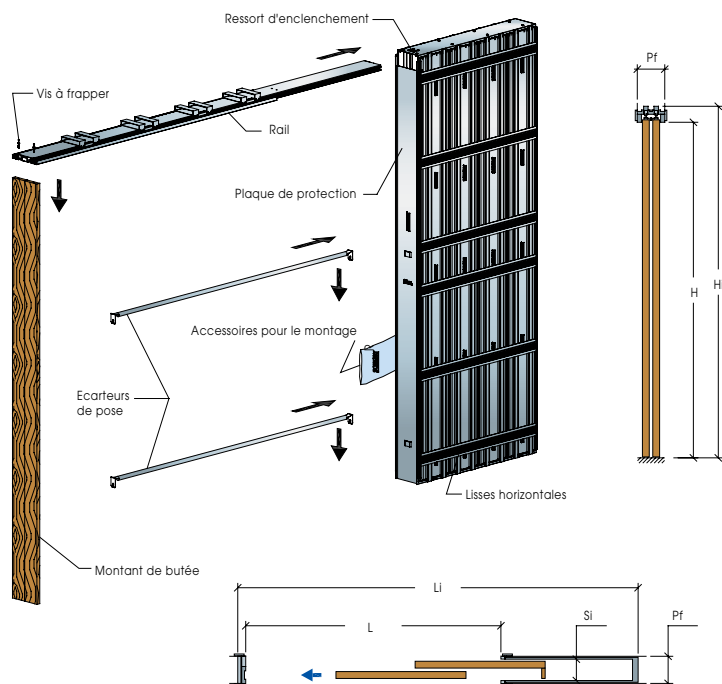 Ressort d'enclenchement
Pf
Vis à frapper
Rail
Plaque de protection
H
H
Accessoires pour le montage
Ecarteurs
de pose
Lisses horizontales
Montant de butée
Li
L
Si
Pf